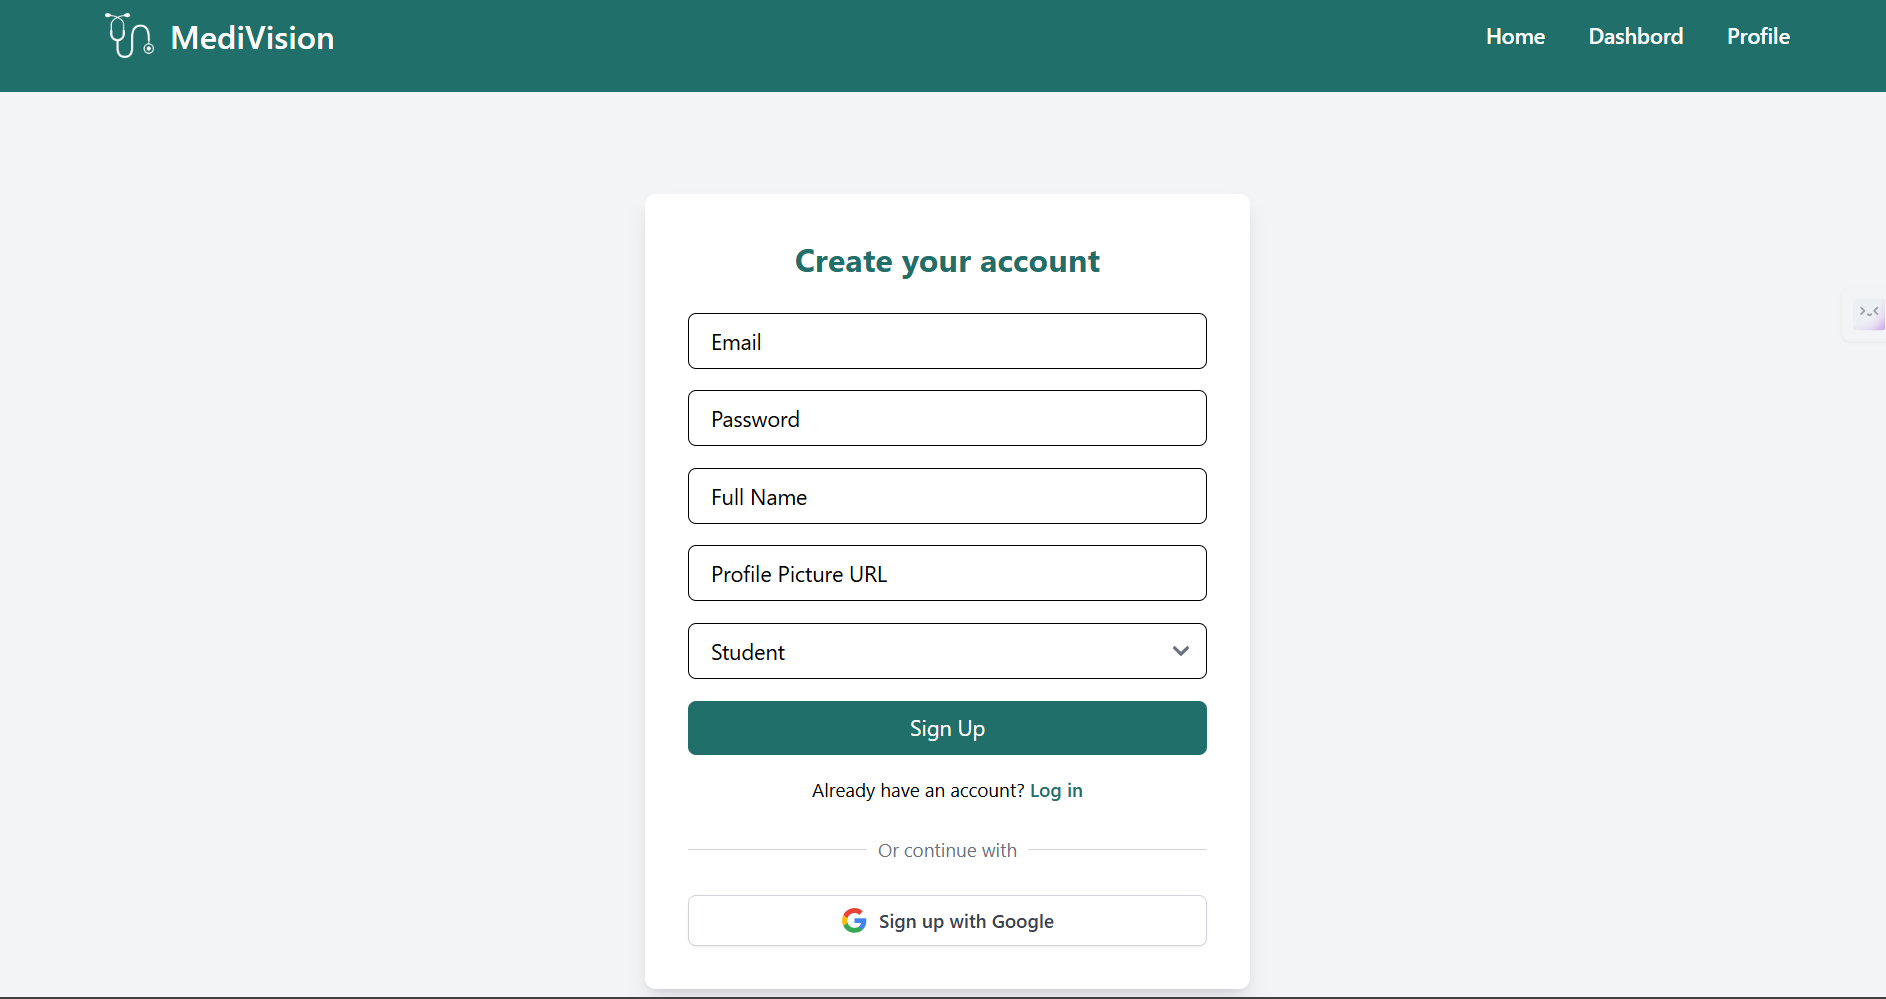 MediVision
Home Dashbord Profile
Create your account
Email
Password
Full Name
Profile Picture URL
Student
Sign Up
Already have an account? Log in
Or continue with
Sign up with Google